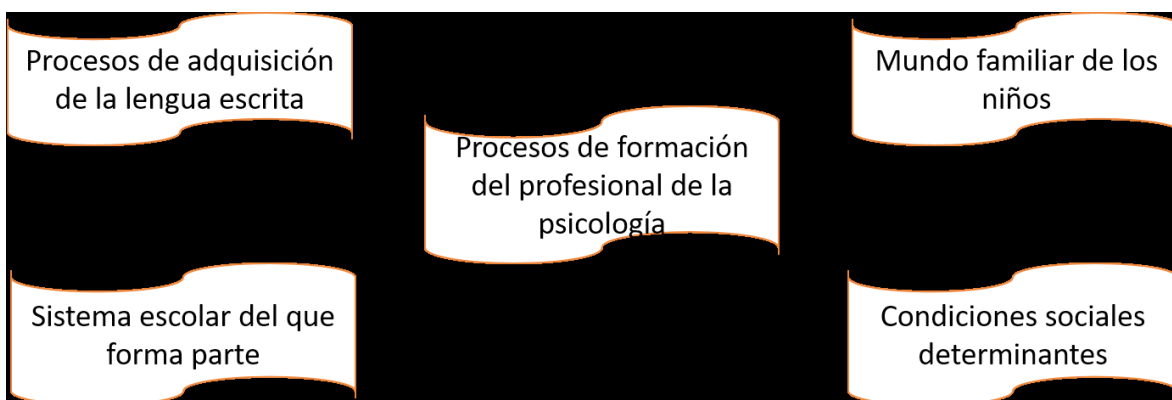 Procesos de adquisición
de la lengua escrita
Mundo familiar de los
niños
Procesos de formación
del profesional de la
psicología
Sistema escolar del que
forma parte
Condiciones sociales
determinantes